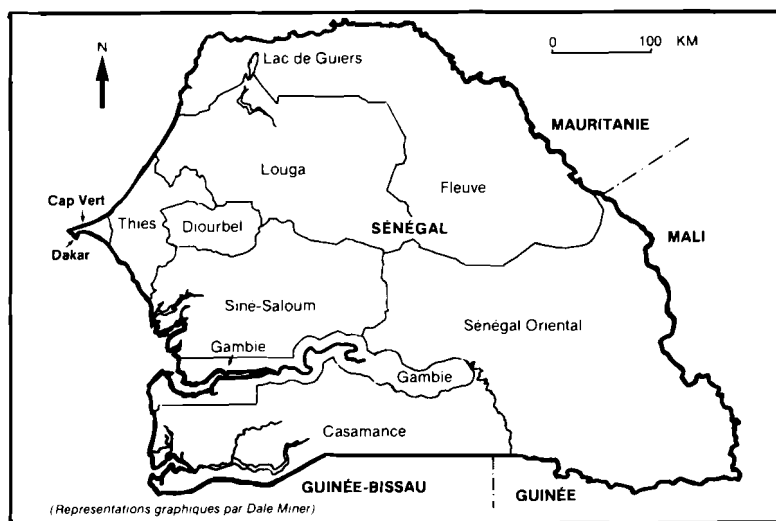 N
Lac de Guiers
0 100 KM
MAURITANIE
Louga
Fleuve
Cap Vert
Thies
Diourbel
SÉNÉGAL
MALI
Dakar
Sine-Saloum
Sénégal Oriental
Gambie
Gambie
Casamance
GUINÉE-BISSAU
GUINÉE
(Representations graphiques par Dale Miner)